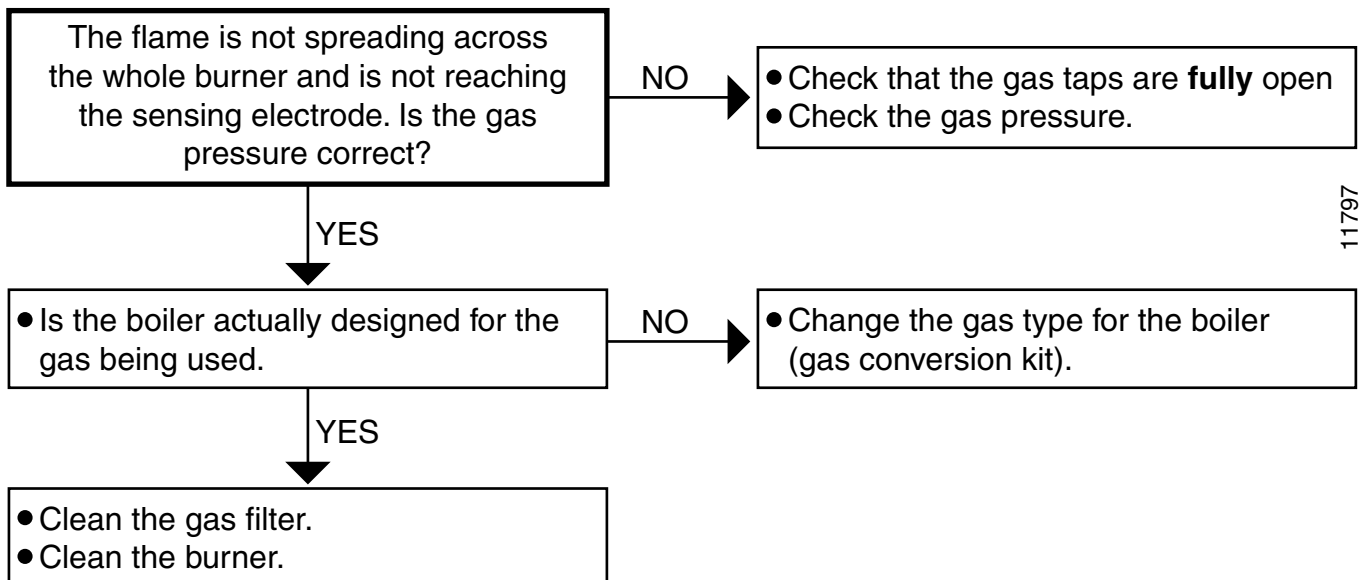 The flame is not spreading across
the whole burner and is not reaching
the sensing electrode. Is the gas
pressure correct?
NO
● Check that the gas taps are fully open
● Check the gas pressure.
11797
YES
● Is the boiler actually designed for the
gas being used.
NO
● Change the gas type for the boiler
(gas conversion kit).
YES
● Clean the gas filter.
● Clean the burner.